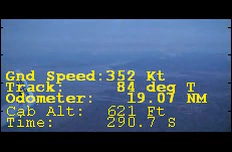 Gnd Speed:352 Kt
Track: 84 deg T
Odometer: 19.07 NM
Cab Alt: 621 Ft
Time: 290.7 S